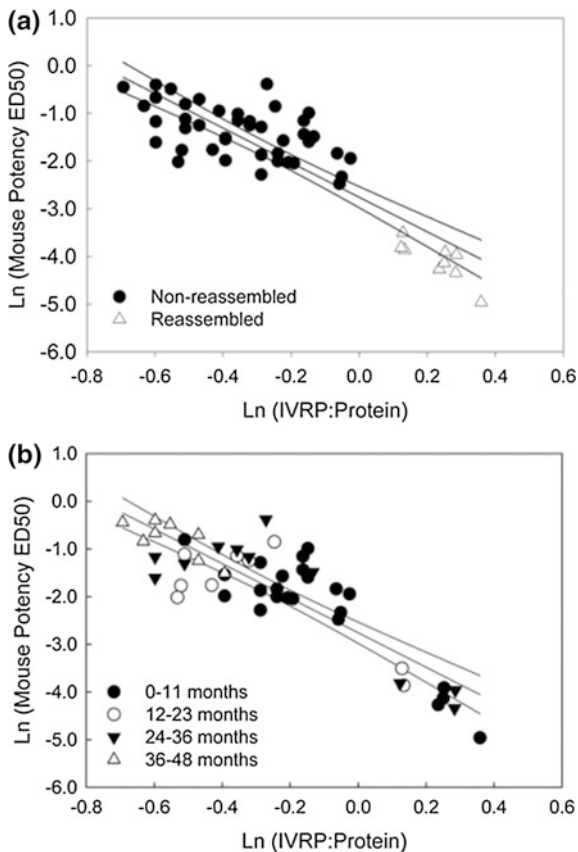 (a)
Ln (Mouse Potency ED50)
1.0
0.0
-1.0
-2.0
-3.0
-4.0
-5.0
-6.0
Non-reassembled
Reassembled
-0.8 -0.6 -0.4 -0.2 0.0 0.2 0.4 0.6
Ln (IVRP:Protein)
(b)
Ln (Mouse Potency ED50)
1.0
0.0
-1.0
-2.0
-3.0
-4.0
-5.0
-6.0
0-11 months
12-23 months
24-36 months
36-48 months
-0.8 -0.6 -0.4 -0.2 0.0 0.2 0.4 0.6
Ln (IVRP:Protein)